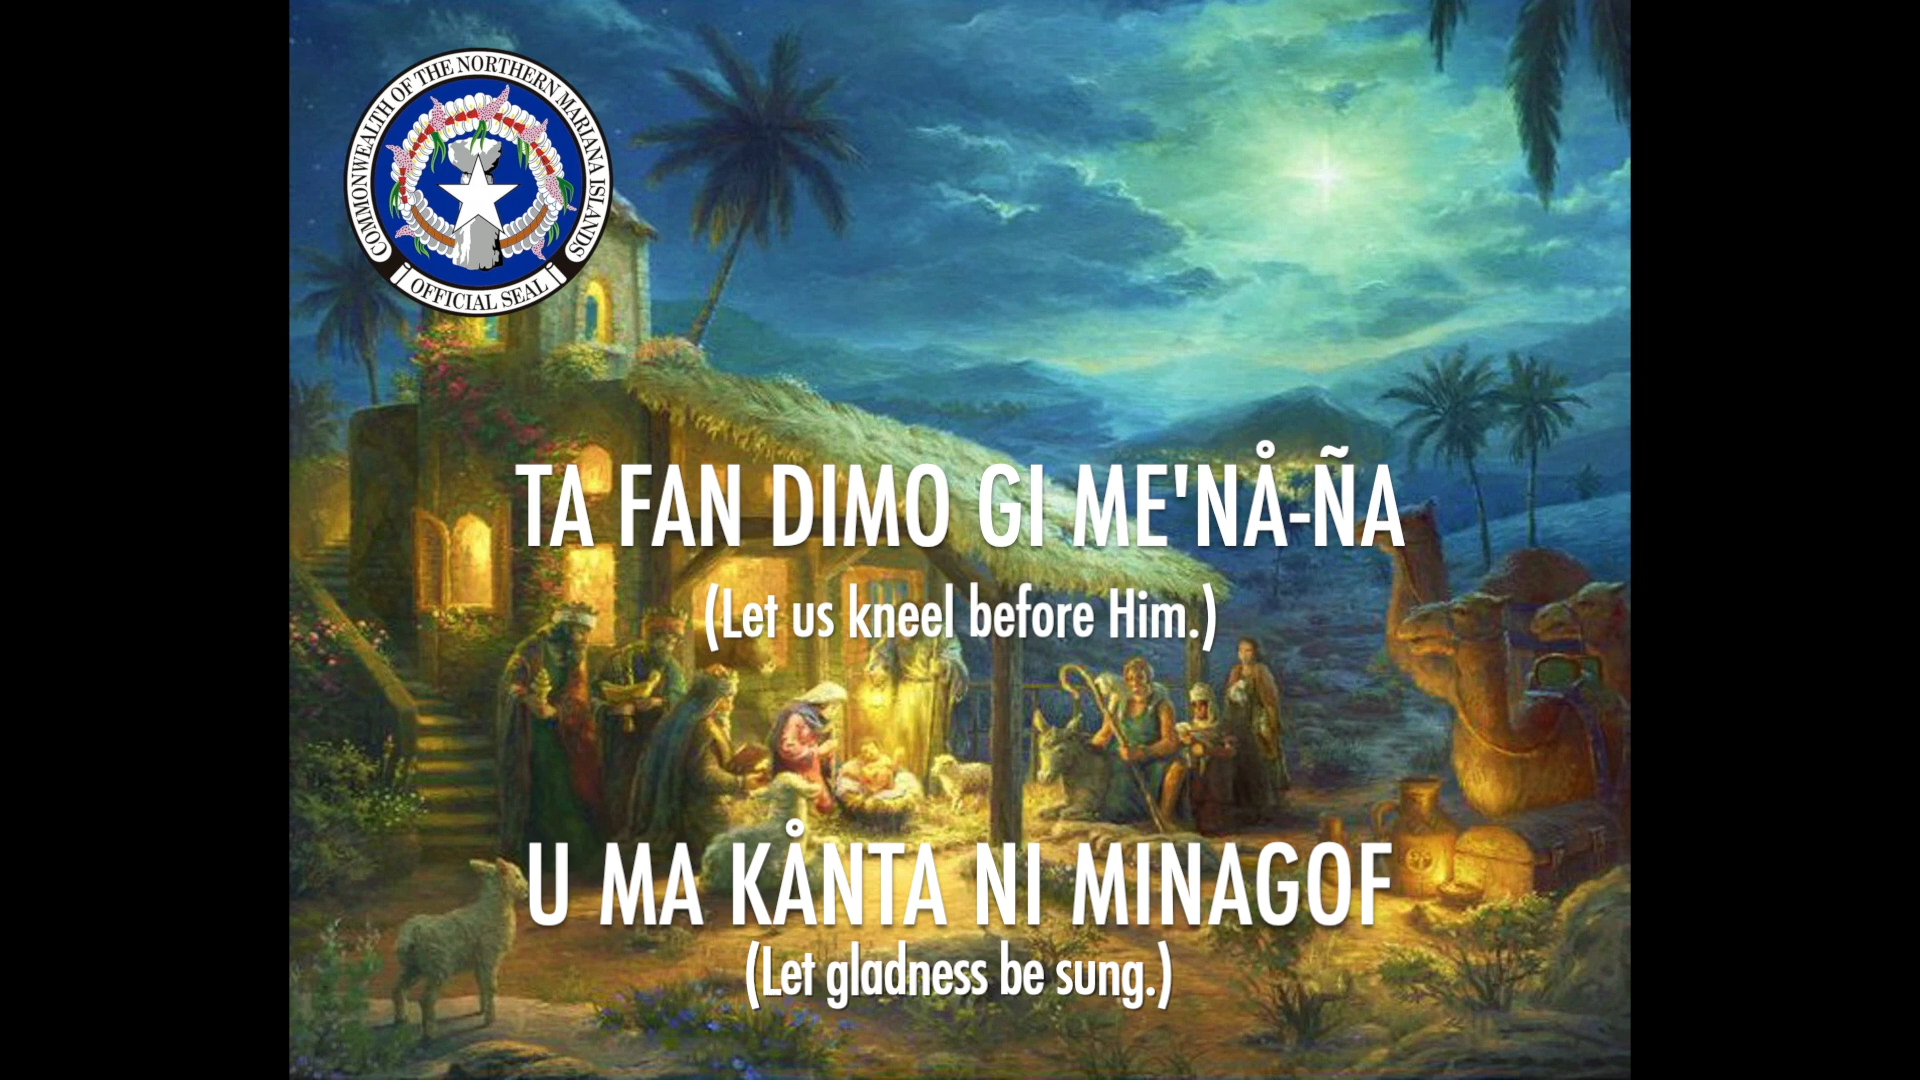 COMMONWEALTH OF THE NORTHERN MARIANA ISLANDS
OFFICIAL SEAL
TA FAN DIMO GI ME'NÅ-ÑA
(Let us kneel before Him.)
U MA KÅNTA NI MINAGOF
(Let gladness be sung.)